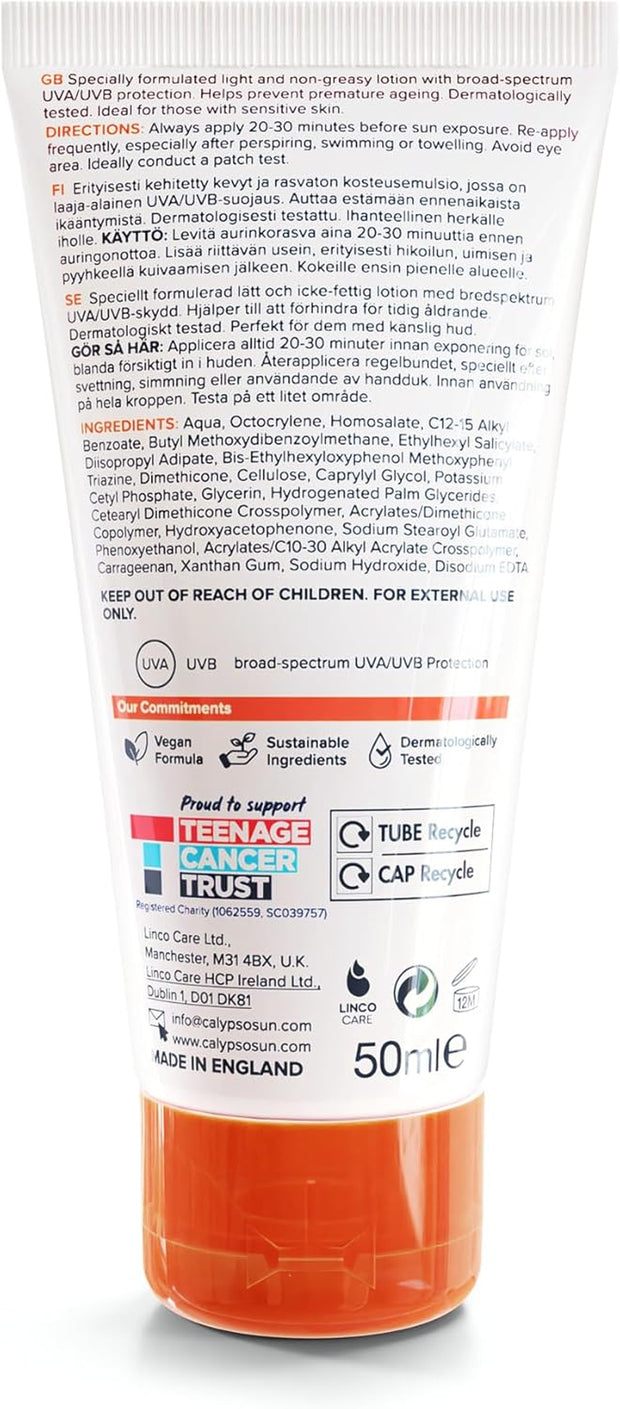 GB Specially formulated light and non-greasy lotion with broad-spectrum
UVA/UVB protection. Helps prevent premature ageing. Dermatologically
tested. Ideal for those with sensitive skin.
DIRECTIONS: Always apply 20-30 minutes before sun exposure. Re-apply
frequently, especially after perspiring, swimming or towelling. Avoid eye
area. Ideally conduct a patch test.
FI Erityisesti kehitetty kevyt ja rasvaton kosteusemulsio, jossa on
laaja-alainen UVA/UVB-suojaus. Auttaa estämään ennenaikaista
ikääntymistä. Dermatologisesti testattu. Ihanteellinen herkälle
iholle. KÄYTTÖ: Levitä aurinkorasva aina 20-30 minuuttia ennen
auringonottoa. Lisää riittävän usein, erityisesti hikoilun, uimisen ja
pyyhkeellä kuivaamisen jälkeen. Kokeille ensin pienelle alueelle.
SE Speciellt formulerad lätt och icke-fettig lotion med bredspektrum
UVA/UVB-skydd. Hjälper till att förhindra för tidig åldrande.
Dermatologiskt testad. Perfekt för dem med känslig hud.
GÖR SÅ HÄR: Applicera alltid 20-30 minuter innan exponering för sol,
blanda försiktigt in i huden. Återapplicera regelbundet, speciellt efter
svettning, simmning eller användande av handduk. Innan användning
på hela kroppen. Testa på ett litet område.
INGREDIENTS: Aqua, Octocrylene, Homosalate, C12-15 Alkyl
Benzoate, Butyl Methoxydibenzoylmethane, Ethylhexyl Salicylate,
Diisopropyl Adipate, Bis-Ethylhexyloxyphenol Methoxyphenyl
Triazine, Dimethicone, Cellulose, Caprylyl Glycol, Potassium
Cetyl Phosphate, Glycerin, Hydrogenated Palm Glycerides,
Cetearyl Dimethicone Crosspolymer, Acrylates/Dimethicone
Copolymer, Hydroxyacetophenone, Sodium Stearoyl Glutamate,
Phenoxyethanol, Acrylates/C10-30 Alkyl Acrylate Crosspolymer,
Carrageenan, Xanthan Gum, Sodium Hydroxide, Disodium EDTA.
KEEP OUT OF REACH OF CHILDREN. FOR EXTERNAL USE
ONLY.
UVA UVB broad-spectrum UVA/UVB Protection
Our Commitments
Vegan
Formula
Sustainable
Ingredients
Dermatologically
Tested
Proud to support
TEENAGE
CANCER
TRUST
Registered Charity (1062559, SC039757)
TUBE Recycle
CAP Recycle
Linco Care Ltd.,
Manchester, M31 4BX, U.K.
Linco Care HCP Ireland Ltd.,
Dublin 1, D01 DK81
info@calypsosun.com
www.calypsosun.com
MADE IN ENGLAND
LINCO
CARE
12M
50ml e